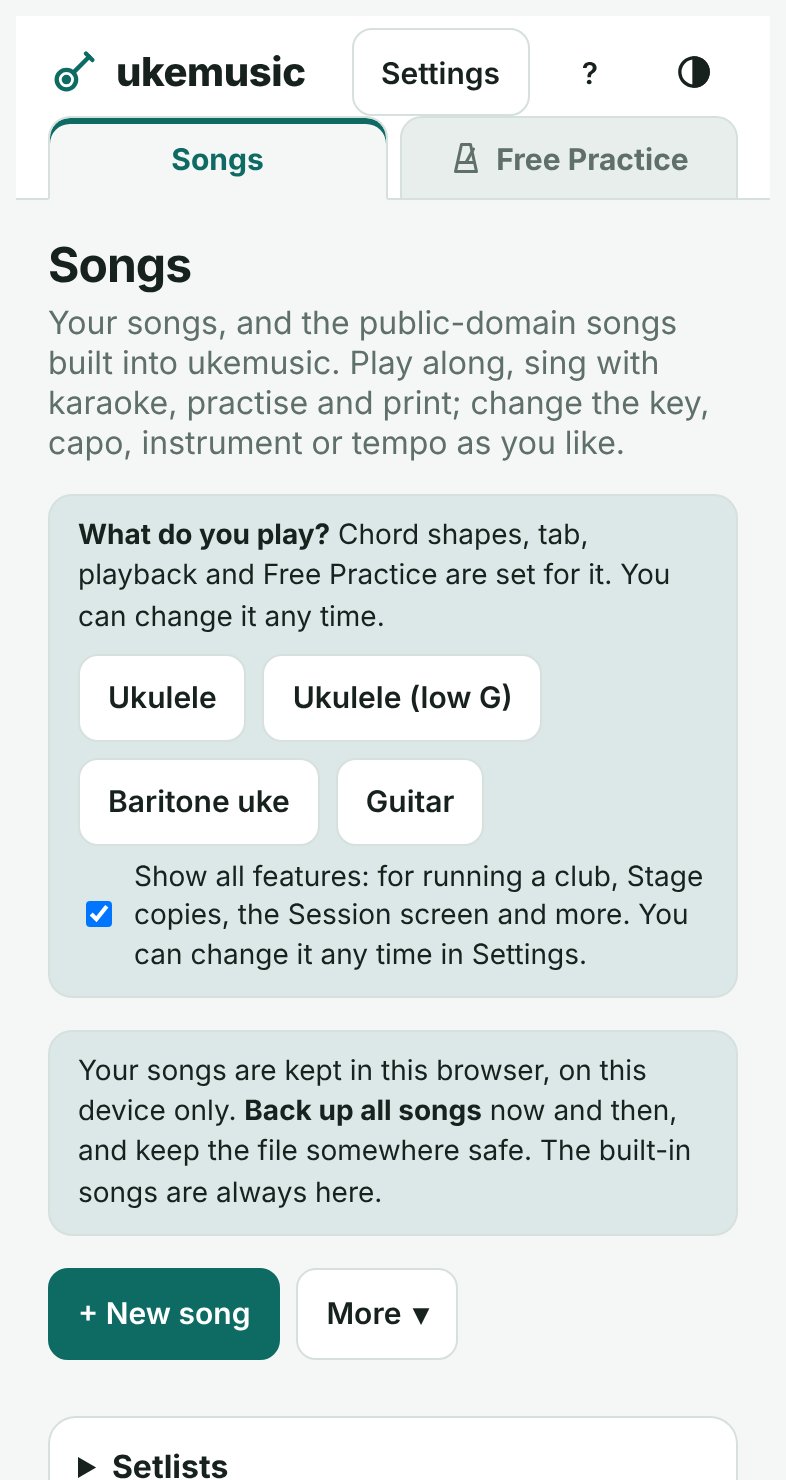 ukemusic Settings ?
Songs Free Practice
Songs
Your songs, and the public-domain songs
built into ukemusic. Play along, sing with
karaoke, practise and print; change the key,
capo, instrument or tempo as you like.
What do you play? Chord shapes, tab,
playback and Free Practice are set for it. You
can change it any time.
Ukulele Ukulele (low G)
Baritone uke Guitar
Show all features: for running a club, Stage
copies, the Session screen and more. You
can change it any time in Settings.
Your songs are kept in this browser, on this
device only. Back up all songs now and then,
and keep the file somewhere safe. The built-in
songs are always here.
+ New song More ▼
▶ Setlists